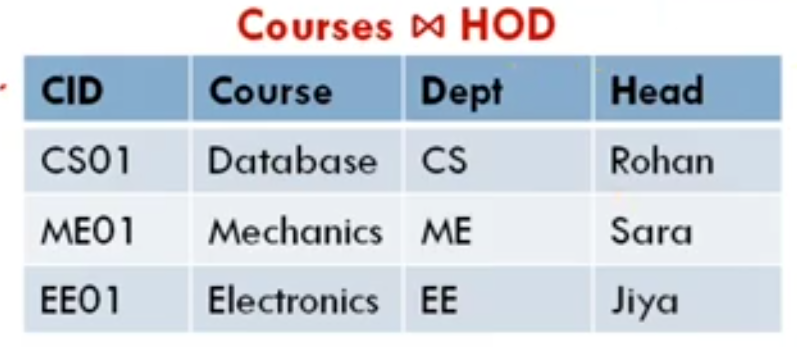 Courses ⋈ HOD
CID Course Dept Head
CS01 Database CS Rohan
ME01 Mechanics ME Sara
EE01 Electronics EE Jiya